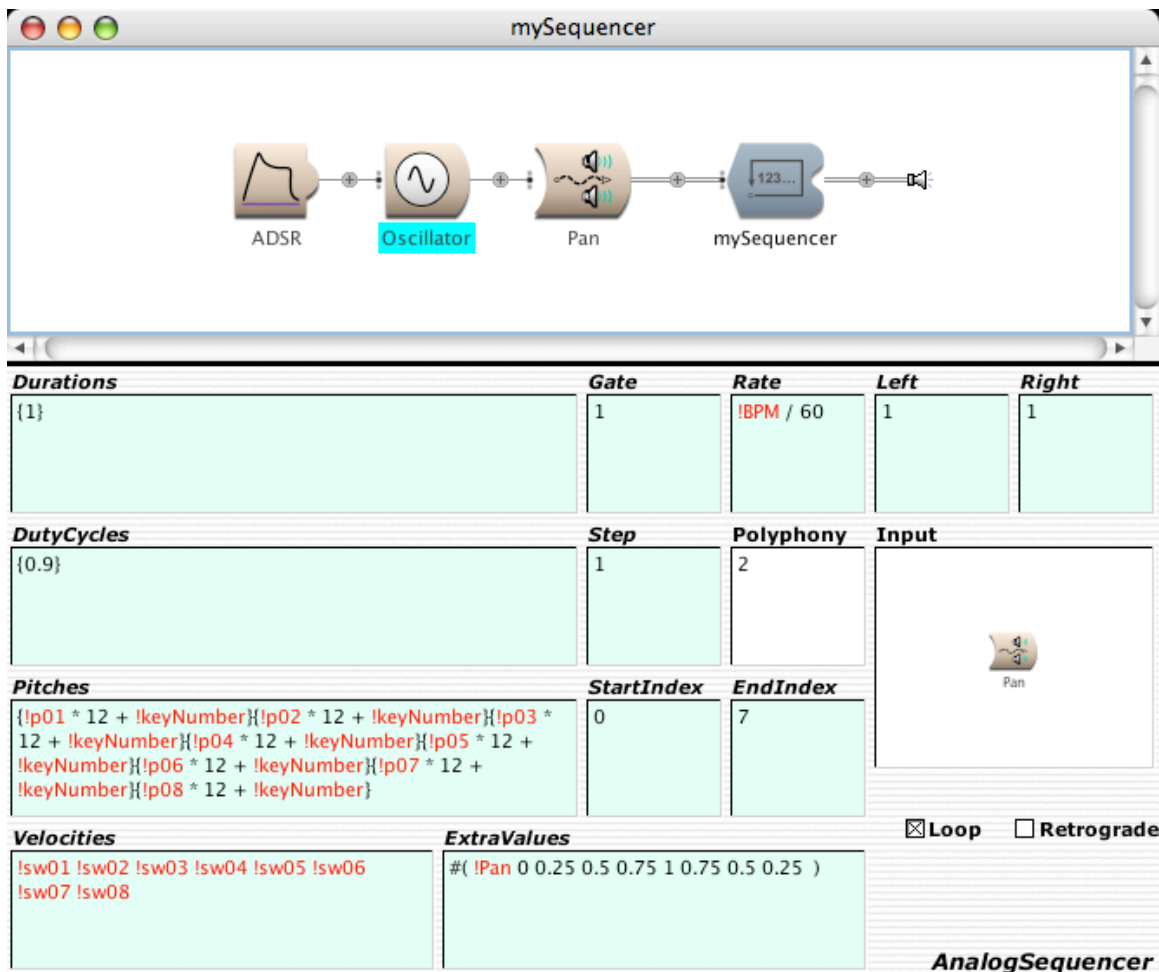 mySequencer
123...
ADSR
Oscillator
Pan
mySequencer
Durations
Gate
Rate
Left
Right
{1}
1
!BPM / 60
1
1
DutyCycles
Step
Polyphony
Input
{0.9}
1
2
Pan
Pitches
StartIndex
EndIndex
{!p01 * 12 + !keyNumber}{!p02 * 12 + !keyNumber}{!p03 *
12 + !keyNumber}{!p04 * 12 + !keyNumber}{!p05 * 12 +
!keyNumber}{!p06 * 12 + !keyNumber}{!p07 * 12 +
!keyNumber}{!p08 * 12 + !keyNumber}
0
7
Loop
Retrograde
Velocities
ExtraValues
!sw01 !sw02 !sw03 !sw04 !sw05 !sw06
!sw07 !sw08
#( !Pan 0 0.25 0.5 0.75 1 0.75 0.5 0.25 )
AnalogSequencer